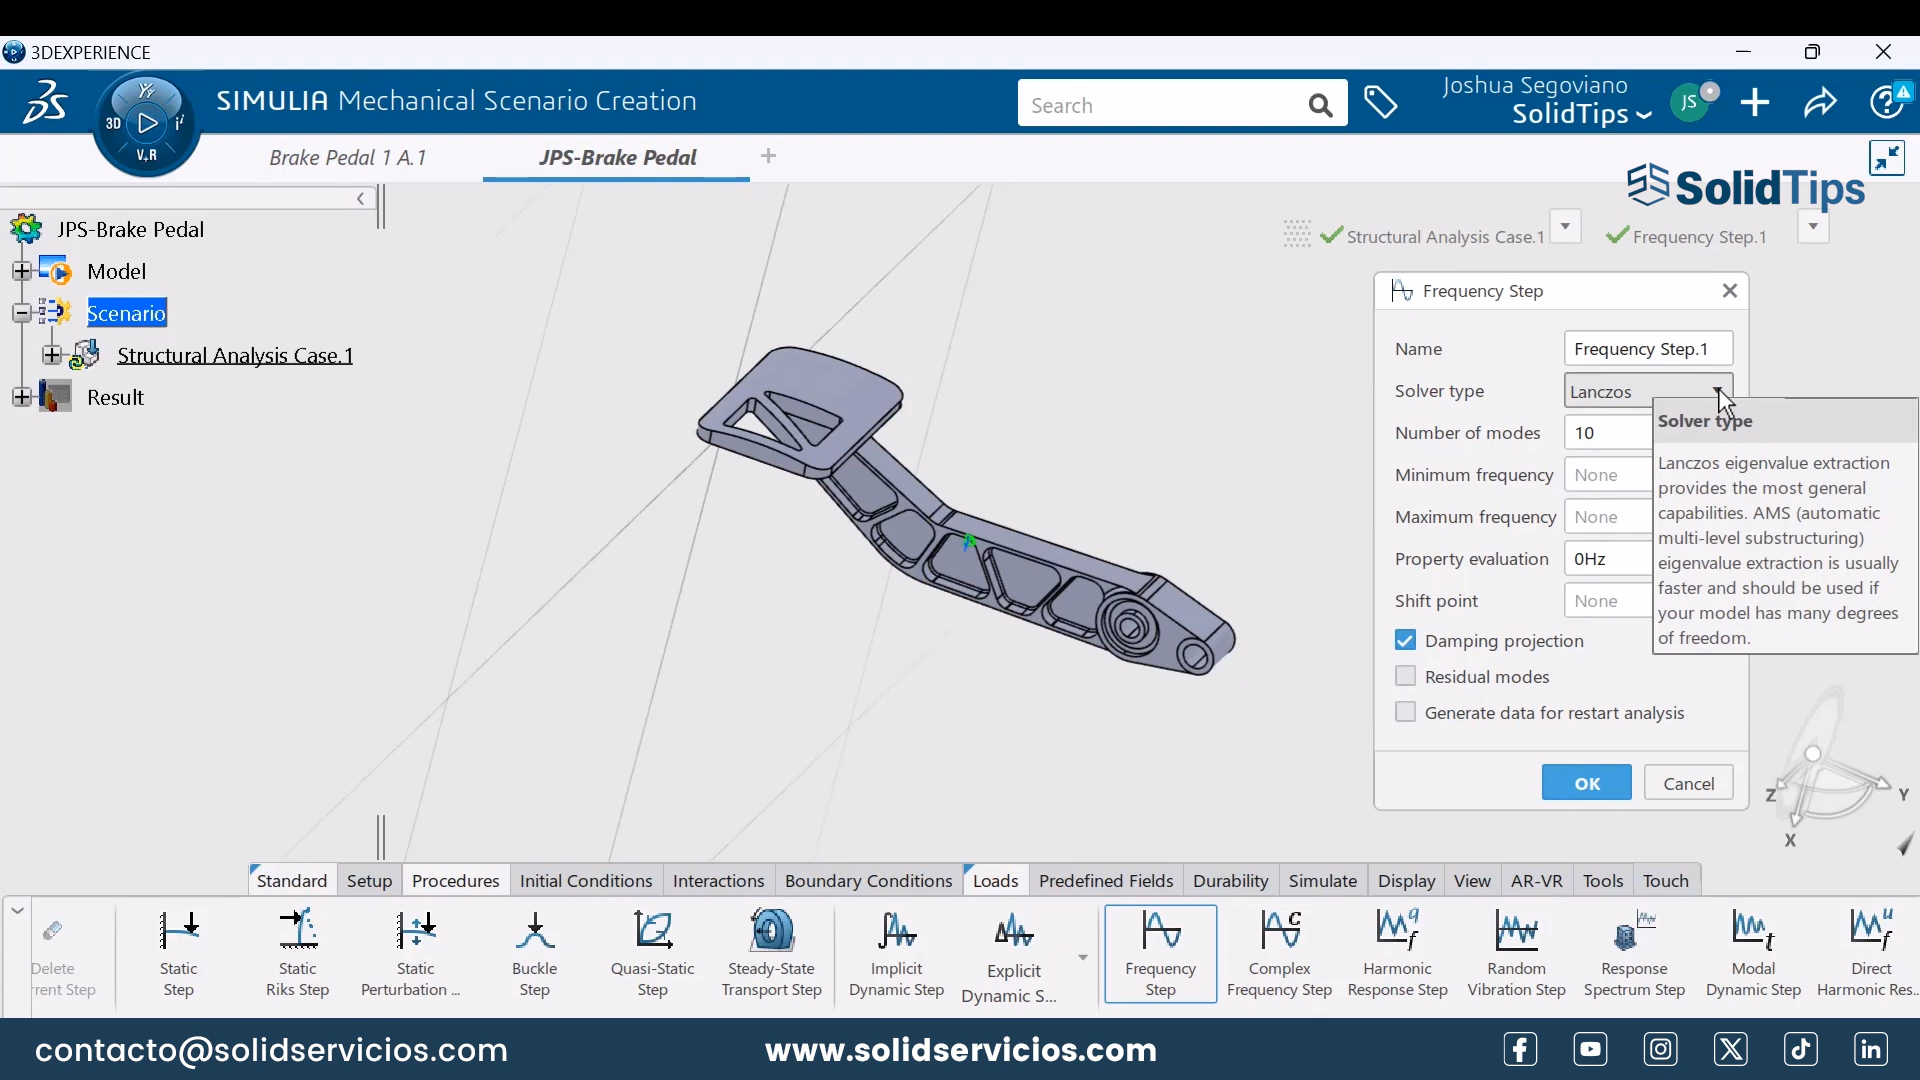 3DEXPERIENCE
SIMULIA Mechanical Scenario Creation
3D
V,R
Search
Joshua Segoviano
SolidTips
JS
Brake Pedal 1 A.1
JPS-Brake Pedal
SolidTips
JPS-Brake Pedal
Model
Scenario
Structural Analysis Case.1
Result
Structural Analysis Case.1
Frequency Step.1
Frequency Step
Name
Frequency Step.1
Solver type
Lanczos
Number of modes
10
Minimum frequency
None
Maximum frequency
None
Property evaluation
0Hz
Shift point
None
Damping projection
Residual modes
Generate data for restart analysis
OK
Cancel
Solver type
Lanczos eigenvalue extraction
provides the most general
capabilities. AMS (automatic
multi-level substructuring)
eigenvalue extraction is usually
faster and should be used if
your model has many degrees
of freedom.
Z
Y
X
Standard
Setup
Procedures
Initial Conditions
Interactions
Boundary Conditions
Loads
Predefined Fields
Durability
Simulate
Display
View
AR-VR
Tools
Touch
Delete
rrent Step
Static
Step
Static
Riks Step
Static
Perturbation ...
Buckle
Step
Quasi-Static
Step
Steady-State
Transport Step
Implicit
Dynamic Step
Explicit
Dynamic S...
Frequency
Step
Complex
Frequency Step
Harmonic
Response Step
Random
Vibration Step
Response
Spectrum Step
Modal
Dynamic Step
Direct
Harmonic Res..
contacto@solidservicios.com
www.solidservicios.com